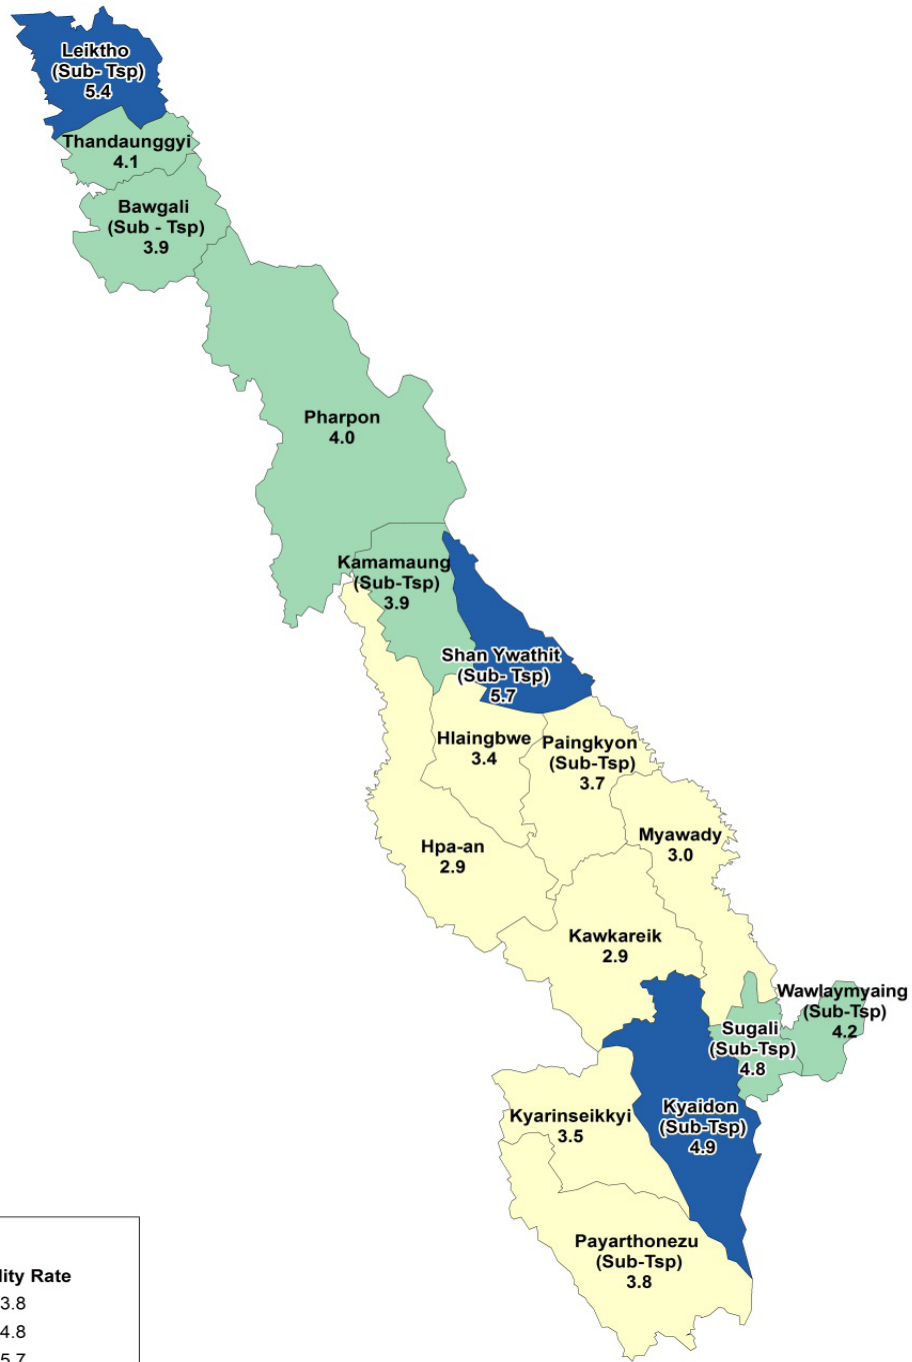 Leiktho
(Sub- Tsp)
5.4
Thandaunggyi
4.1
Bawgali
(Sub - Tsp)
3.9
Pharpon
4.0
Kamamaung
(Sub-Tsp)
3.9
Shan Ywathit
(Sub- Tsp)
5.7
Hlaingbwe
3.4
Paingkyon
(Sub-Tsp)
3.7
Myawady
3.0
Hpa-an
2.9
Kawkareik
2.9
Wawlaymyaing
(Sub-Tsp)
4.2
Sugali
(Sub-Tsp)
4.8
Kyaidon
(Sub-Tsp)
4.9
Kyarinseikkyi
3.5
Payarthonezu
(Sub-Tsp)
3.8
lity Rate
3.8
4.8
5.7